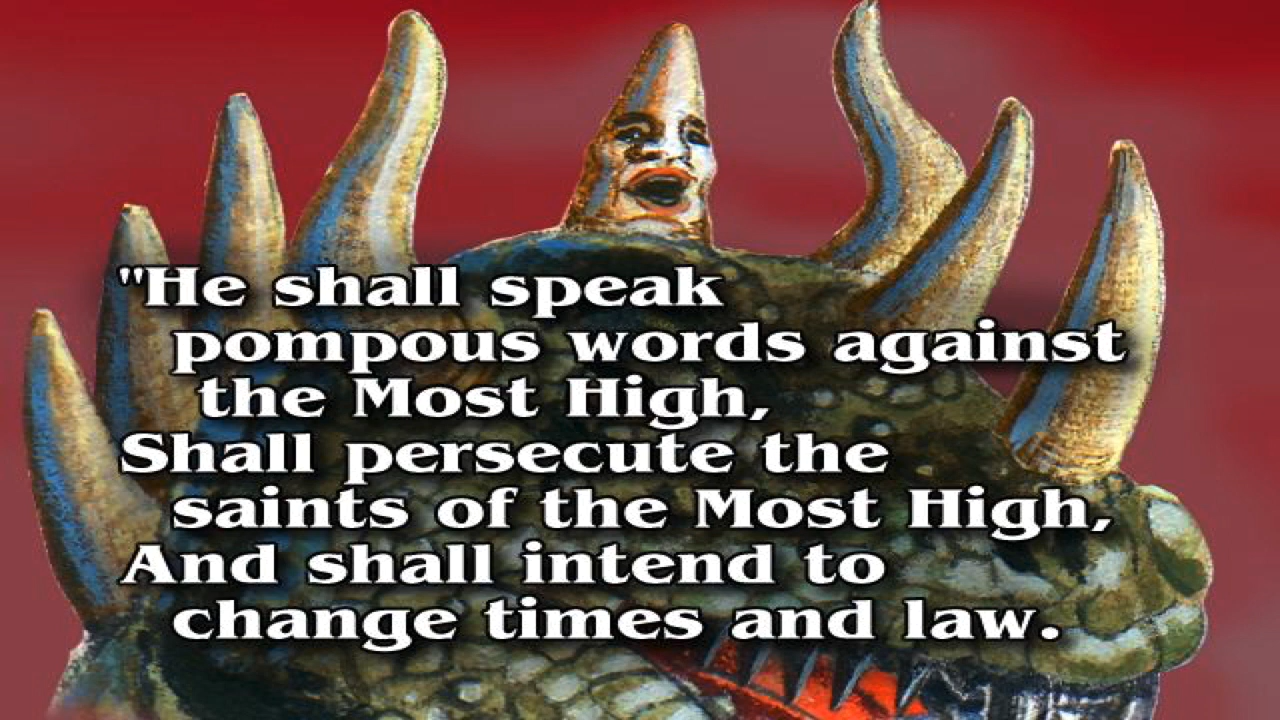 "He shall speak
pompous words against
the Most High,
Shall persecute the
saints of the Most High,
And shall intend to
change times and law.